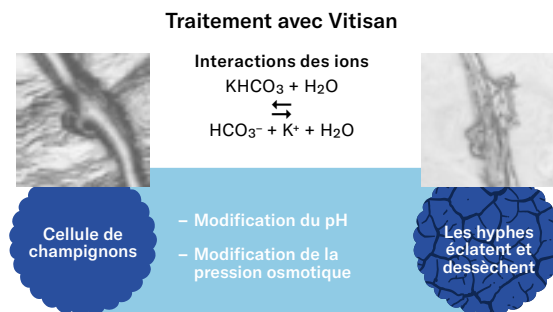 Traitement avec Vitisan
Interactions des ions
KHCO₃ + H₂O
⇆
HCO₃⁻ + K⁺ + H₂O
Cellule de
champignons
– Modification du pH
– Modification de la
pression osmotique
Les hyphes
éclatent et
dessèchent